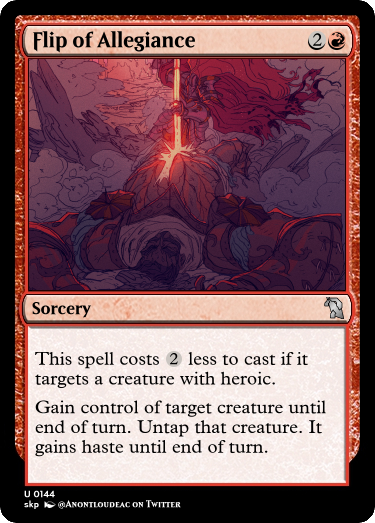 Flip of Allegiance 2
Sorcery
This spell costs 2 less to cast if it
targets a creature with heroic.
Gain control of target creature until
end of turn. Untap that creature. It
gains haste until end of turn.
U 0144
skp @Anontloudeac on Twitter